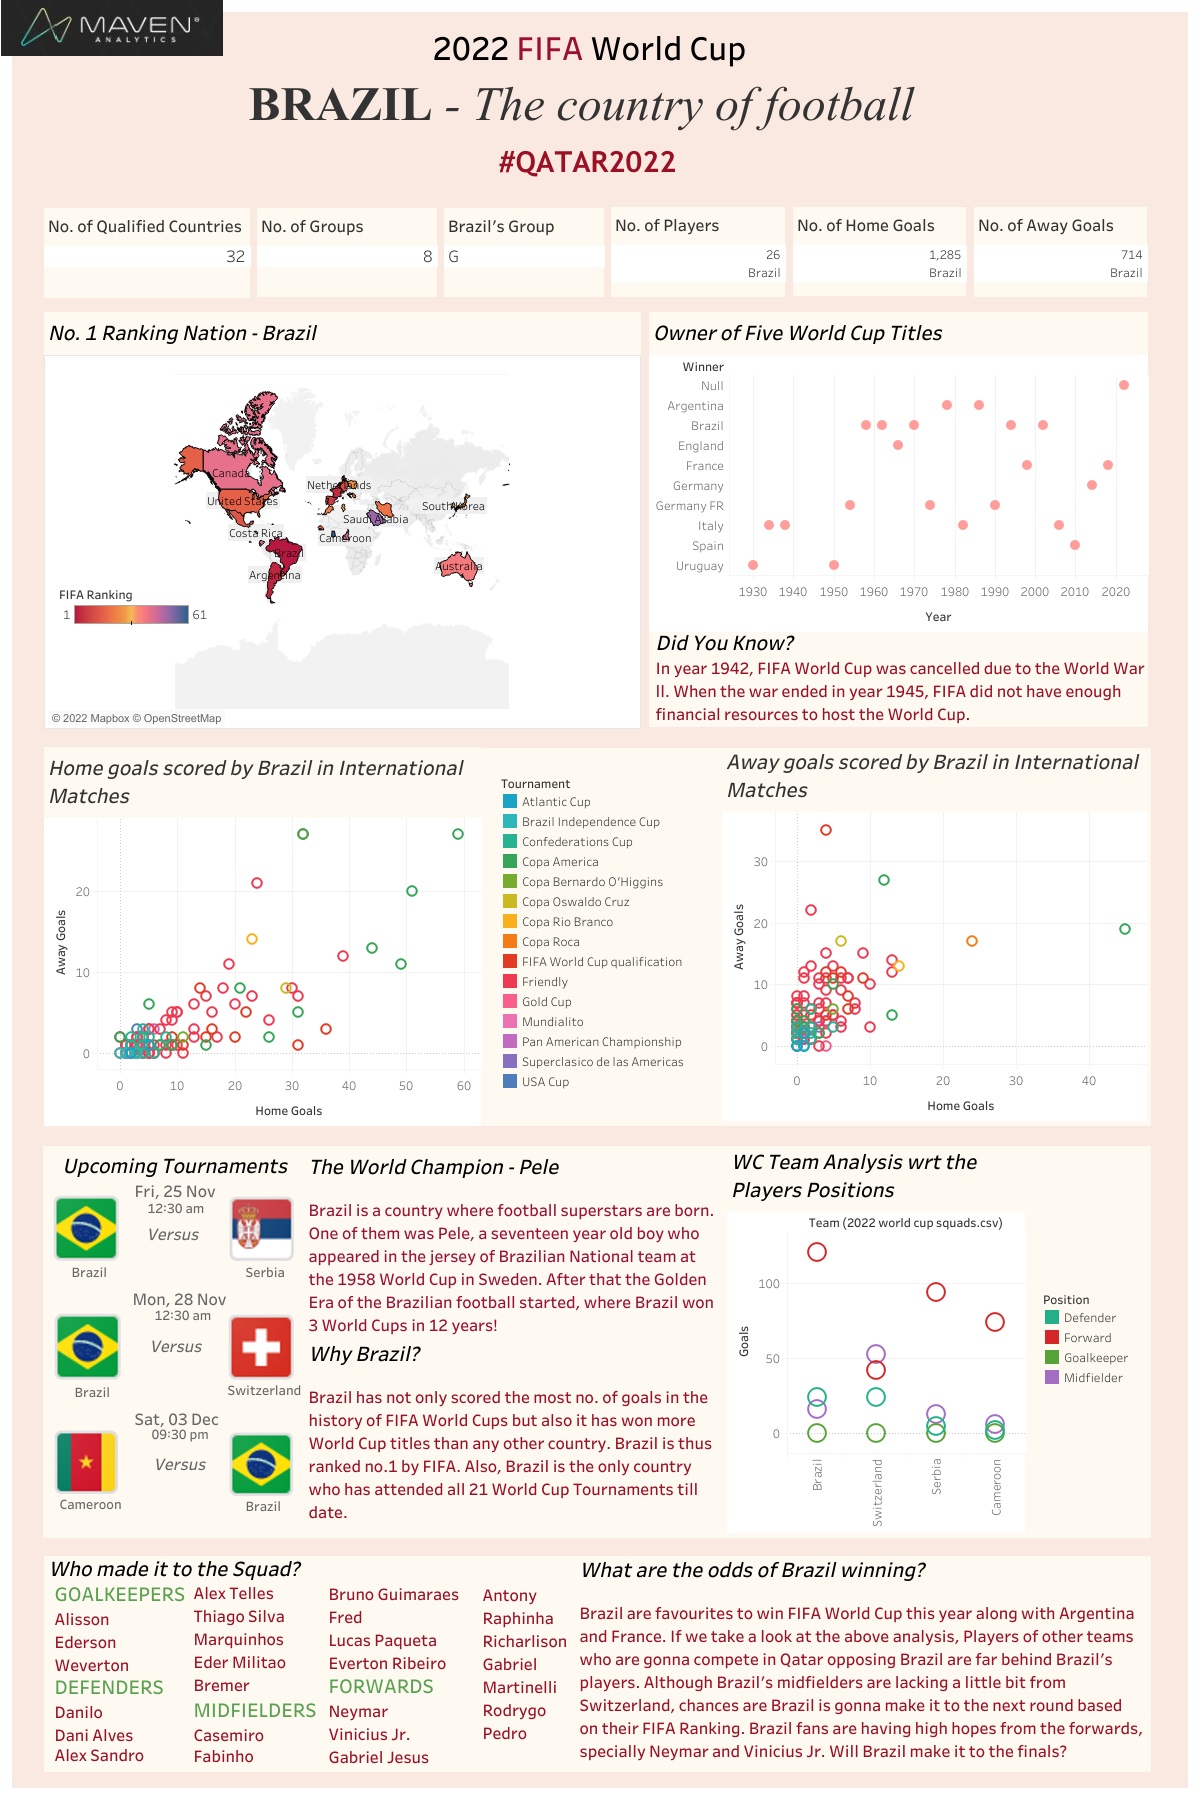 MAVEN®
ANALYTICS
2022 FIFA World Cup
BRAZIL - The country of football
#QATAR2022
No. of Qualified Countries
32
No. of Groups
8
Brazil's Group
G
No. of Players
26
Brazil
No. of Home Goals
1,285
Brazil
No. of Away Goals
714
Brazil
No. 1 Ranking Nation - Brazil
Canada
United States
Costa Rica
Brazil
Argentina
Netherlands
Saudi Arabia
Cameroon
South Korea
Australia
FIFA Ranking
1 61
© 2022 Mapbox © OpenStreetMap
Owner of Five World Cup Titles
Winner
Null
Argentina
Brazil
England
France
Germany
Germany FR
Italy
Spain
Uruguay
1930 1940 1950 1960 1970 1980 1990 2000 2010 2020
Year
Did You Know?
In year 1942, FIFA World Cup was cancelled due to the World War
II. When the war ended in year 1945, FIFA did not have enough
financial resources to host the World Cup.
Home goals scored by Brazil in International
Matches
Away Goals
20
10
0
0 10 20 30 40 50 60
Home Goals
Tournament
Atlantic Cup
Brazil Independence Cup
Confederations Cup
Copa America
Copa Bernardo O'Higgins
Copa Oswaldo Cruz
Copa Rio Branco
Copa Roca
FIFA World Cup qualification
Friendly
Gold Cup
Mundialito
Pan American Championship
Superclasico de las Americas
USA Cup
Away goals scored by Brazil in International
Matches
Away Goals
30
20
10
0
0 10 20 30 40
Home Goals
Upcoming Tournaments
Fri, 25 Nov
12:30 am
Versus
Brazil
Serbia
Mon, 28 Nov
12:30 am
Versus
Brazil
Switzerland
Sat, 03 Dec
09:30 pm
Versus
Cameroon
Brazil
The World Champion - Pele
Brazil is a country where football superstars are born.
One of them was Pele, a seventeen year old boy who
appeared in the jersey of Brazilian National team at
the 1958 World Cup in Sweden. After that the Golden
Era of the Brazilian football started, where Brazil won
3 World Cups in 12 years!
Why Brazil?
Brazil has not only scored the most no. of goals in the
history of FIFA World Cups but also it has won more
World Cup titles than any other country. Brazil is thus
ranked no.1 by FIFA. Also, Brazil is the only country
who has attended all 21 World Cup Tournaments till
date.
WC Team Analysis wrt the
Players Positions
Team (2022 world cup squads.csv)
Goals
100
50
0
Brazil
Switzerland
Serbia
Cameroon
Position
Defender
Forward
Goalkeeper
Midfielder
Who made it to the Squad?
GOALKEEPERS
Alisson
Ederson
Weverton
DEFENDERS
Danilo
Dani Alves
Alex Sandro
Alex Telles
Thiago Silva
Marquinhos
Eder Militao
Bremer
MIDFIELDERS
Casemiro
Fabinho
Bruno Guimaraes
Fred
Lucas Paqueta
Everton Ribeiro
FORWARDS
Neymar
Vinicius Jr.
Gabriel Jesus
Antony
Raphinha
Richarlison
Gabriel
Martinelli
Rodrygo
Pedro
What are the odds of Brazil winning?
Brazil are favourites to win FIFA World Cup this year along with Argentina
and France. If we take a look at the above analysis, Players of other teams
who are gonna compete in Qatar opposing Brazil are far behind Brazil's
players. Although Brazil's midfielders are lacking a little bit from
Switzerland, chances are Brazil is gonna make it to the next round based
on their FIFA Ranking. Brazil fans are having high hopes from the forwards,
specially Neymar and Vinicius Jr. Will Brazil make it to the finals?